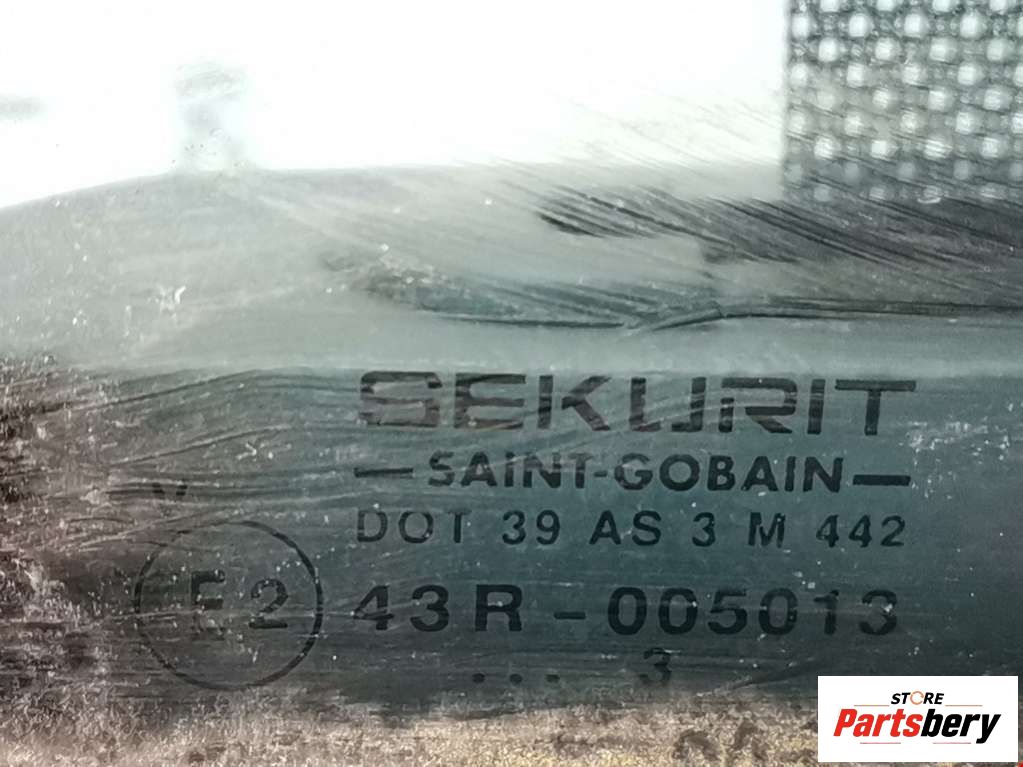 SEKURIT
—SAINT-GOBAIN—
DOT 39 AS 3 M 442
E2 43R-005013
... 3
STORE
Partsbery